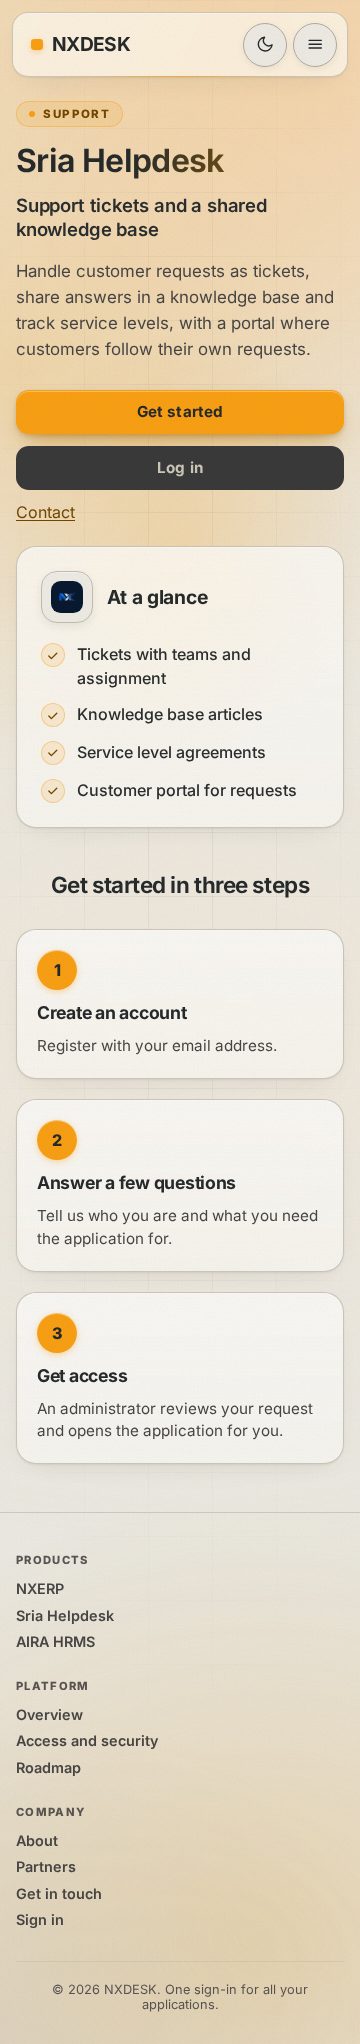 NXDESK
SUPPORT
Sria Helpdesk
Support tickets and a shared
knowledge base
Handle customer requests as tickets,
share answers in a knowledge base and
track service levels, with a portal where
customers follow their own requests.
Get started
Log in
Contact
At a glance
Tickets with teams and
assignment
Knowledge base articles
Service level agreements
Customer portal for requests
Get started in three steps
1
Create an account
Register with your email address.
2
Answer a few questions
Tell us who you are and what you need
the application for.
3
Get access
An administrator reviews your request
and opens the application for you.
PRODUCTS
NXERP
Sria Helpdesk
AIRA HRMS
PLATFORM
Overview
Access and security
Roadmap
COMPANY
About
Partners
Get in touch
Sign in
© 2026 NXDESK. One sign-in for all your
applications.